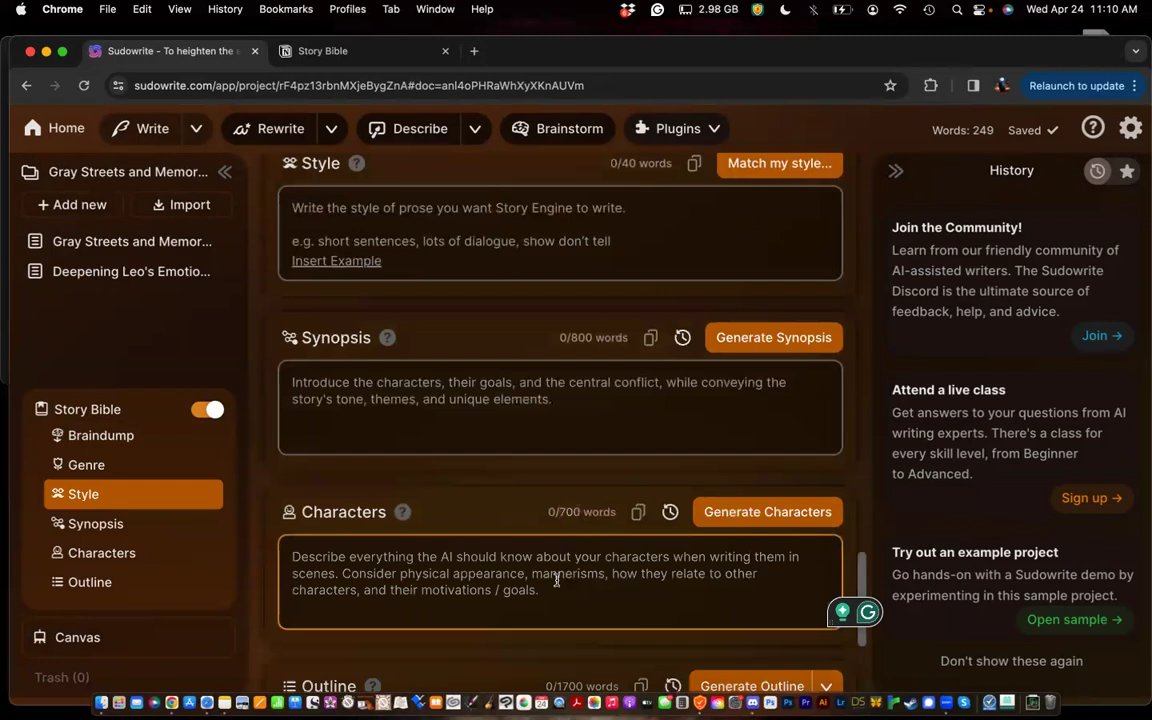 Chrome File Edit View History Bookmarks Profiles Tab Window Help 2.98 GB Wed Apr 24 11:10 AM
Sudowrite - To heighten the e Story Bible
sudowrite.com/app/project/rF4pz13rbnMXjeBygZnA#doc=anI4oPHRaWhXyXKnAUVm Relaunch to update
Home Write Rewrite Describe Brainstorm Plugins Words: 249 Saved
Gray Streets and Memor...
+ Add new Import
Gray Streets and Memor...
Deepening Leo's Emotio...
Story Bible
Braindump
Genre
Style
Synopsis
Characters
Outline
Canvas
Trash (0)
Style 0/40 words Match my style...
Write the style of prose you want Story Engine to write.
e.g. short sentences, lots of dialogue, show don't tell
Insert Example
Synopsis 0/800 words Generate Synopsis
Introduce the characters, their goals, and the central conflict, while conveying the
story's tone, themes, and unique elements.
Characters 0/700 words Generate Characters
Describe everything the AI should know about your characters when writing them in
scenes. Consider physical appearance, mannerisms, how they relate to other
characters, and their motivations / goals.
Outline 0/1700 words Generate Outline
History
Join the Community!
Learn from our friendly community of
AI-assisted writers. The Sudowrite
Discord is the ultimate source of
feedback, help, and advice.
Join →
Attend a live class
Get answers to your questions from AI
writing experts. There's a class for
every skill level, from Beginner
to Advanced.
Sign up →
Try out an example project
Go hands-on with a Sudowrite demo by
experimenting in this sample project.
Open sample →
Don't show these again